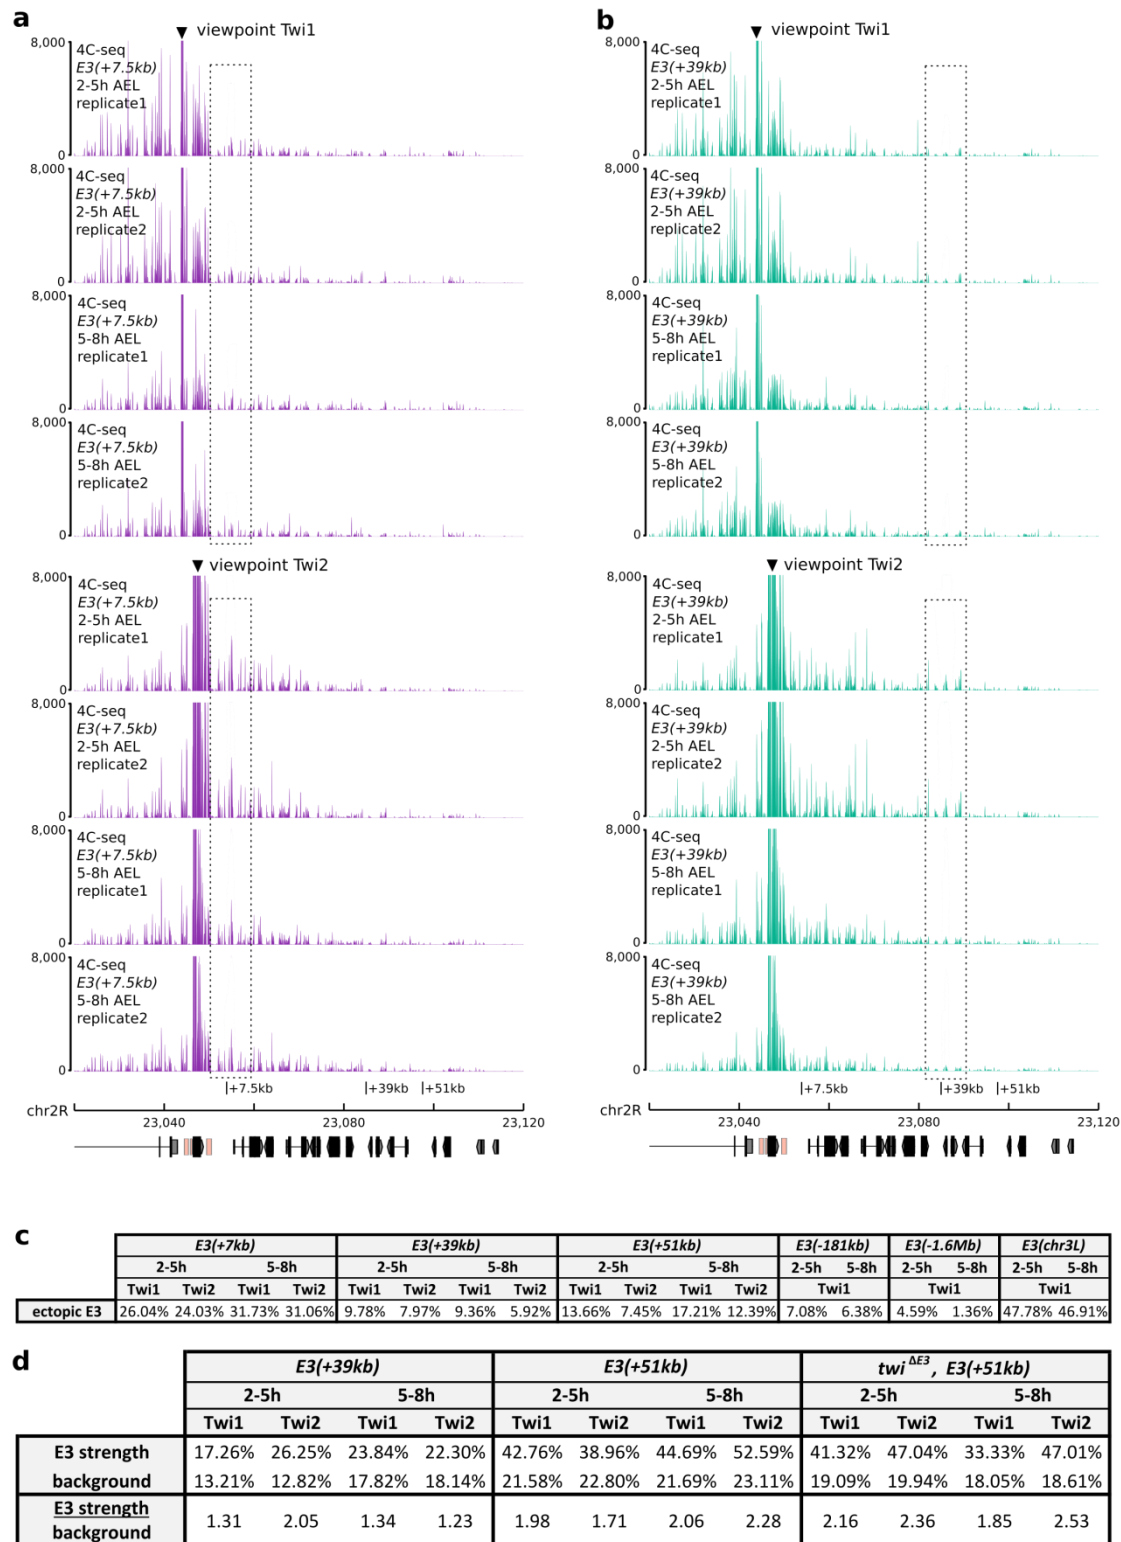 a
viewpoint Twi1
8,000
4C-seq
E3(+7.5kb)
2-5h AEL
replicate1
0
8,000
4C-seq
E3(+7.5kb)
2-5h AEL
replicate2
0
8,000
4C-seq
E3(+7.5kb)
5-8h AEL
replicate1
0
8,000
4C-seq
E3(+7.5kb)
5-8h AEL
replicate2
0
viewpoint Twi2
8,000
4C-seq
E3(+7.5kb)
2-5h AEL
replicate1
0
8,000
4C-seq
E3(+7.5kb)
2-5h AEL
replicate2
0
8,000
4C-seq
E3(+7.5kb)
5-8h AEL
replicate1
0
8,000
4C-seq
E3(+7.5kb)
5-8h AEL
replicate2
0
+7.5kb +39kb +51kb
chr2R
23,040 23,080 23,120
b
viewpoint Twi1
8,000
4C-seq
E3(+39kb)
2-5h AEL
replicate1
0
8,000
4C-seq
E3(+39kb)
2-5h AEL
replicate2
0
8,000
4C-seq
E3(+39kb)
5-8h AEL
replicate1
0
8,000
4C-seq
E3(+39kb)
5-8h AEL
replicate2
0
viewpoint Twi2
8,000
4C-seq
E3(+39kb)
2-5h AEL
replicate1
0
8,000
4C-seq
E3(+39kb)
2-5h AEL
replicate2
0
8,000
4C-seq
E3(+39kb)
5-8h AEL
replicate1
0
8,000
4C-seq
E3(+39kb)
5-8h AEL
replicate2
0
+7.5kb +39kb +51kb
chr2R
23,040 23,080 23,120
c
E3(+7kb) E3(+39kb) E3(+51kb) E3(-181kb) E3(-1.6Mb) E3(chr3L)
2-5h 5-8h 2-5h 5-8h 2-5h 5-8h 2-5h 5-8h 2-5h 5-8h 2-5h 5-8h
Twi1 Twi2 Twi1 Twi2 Twi1 Twi2 Twi1 Twi2 Twi1 Twi2 Twi1 Twi2 Twi1 Twi1 Twi1
ectopic E3 26.04% 24.03% 31.73% 31.06% 9.78% 7.97% 9.36% 5.92% 13.66% 7.45% 17.21% 12.39% 7.08% 6.38% 4.59% 1.36% 47.78% 46.91%
d
E3(+39kb) E3(+51kb) twi ΔE3, E3(+51kb)
2-5h 5-8h 2-5h 5-8h 2-5h 5-8h
Twi1 Twi2 Twi1 Twi2 Twi1 Twi2 Twi1 Twi2 Twi1 Twi2 Twi1 Twi2
E3 strength 17.26% 26.25% 23.84% 22.30% 42.76% 38.96% 44.69% 52.59% 41.32% 47.04% 33.33% 47.01%
background 13.21% 12.82% 17.82% 18.14% 21.58% 22.80% 21.69% 23.11% 19.09% 19.94% 18.05% 18.61%
E3 strength
background 1.31 2.05 1.34 1.23 1.98 1.71 2.06 2.28 2.16 2.36 1.85 2.53